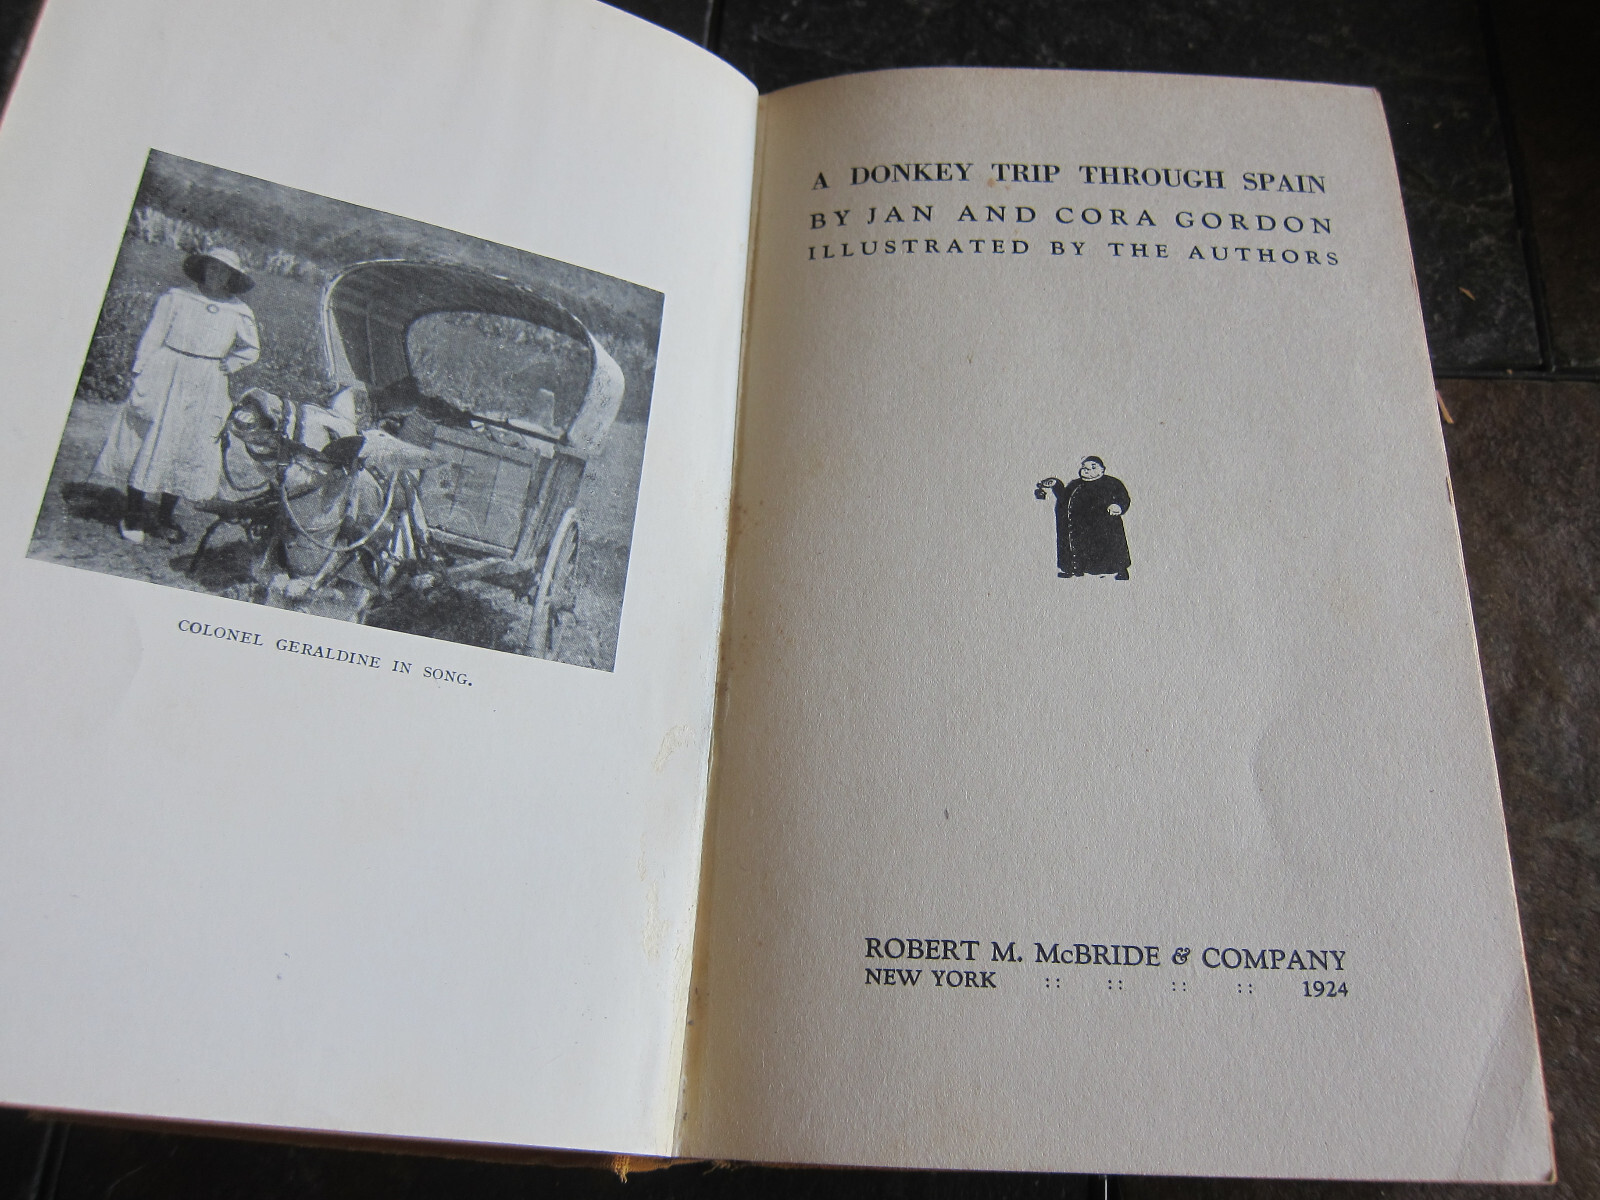 COLONEL GERALDINE IN SONG.
A DONKEY TRIP THROUGH SPAIN
BY JAN AND CORA GORDON
ILLUSTRATED BY THE AUTHORS
ROBERT M. McBRIDE & COMPANY
NEW YORK :: :: :: :: 1924